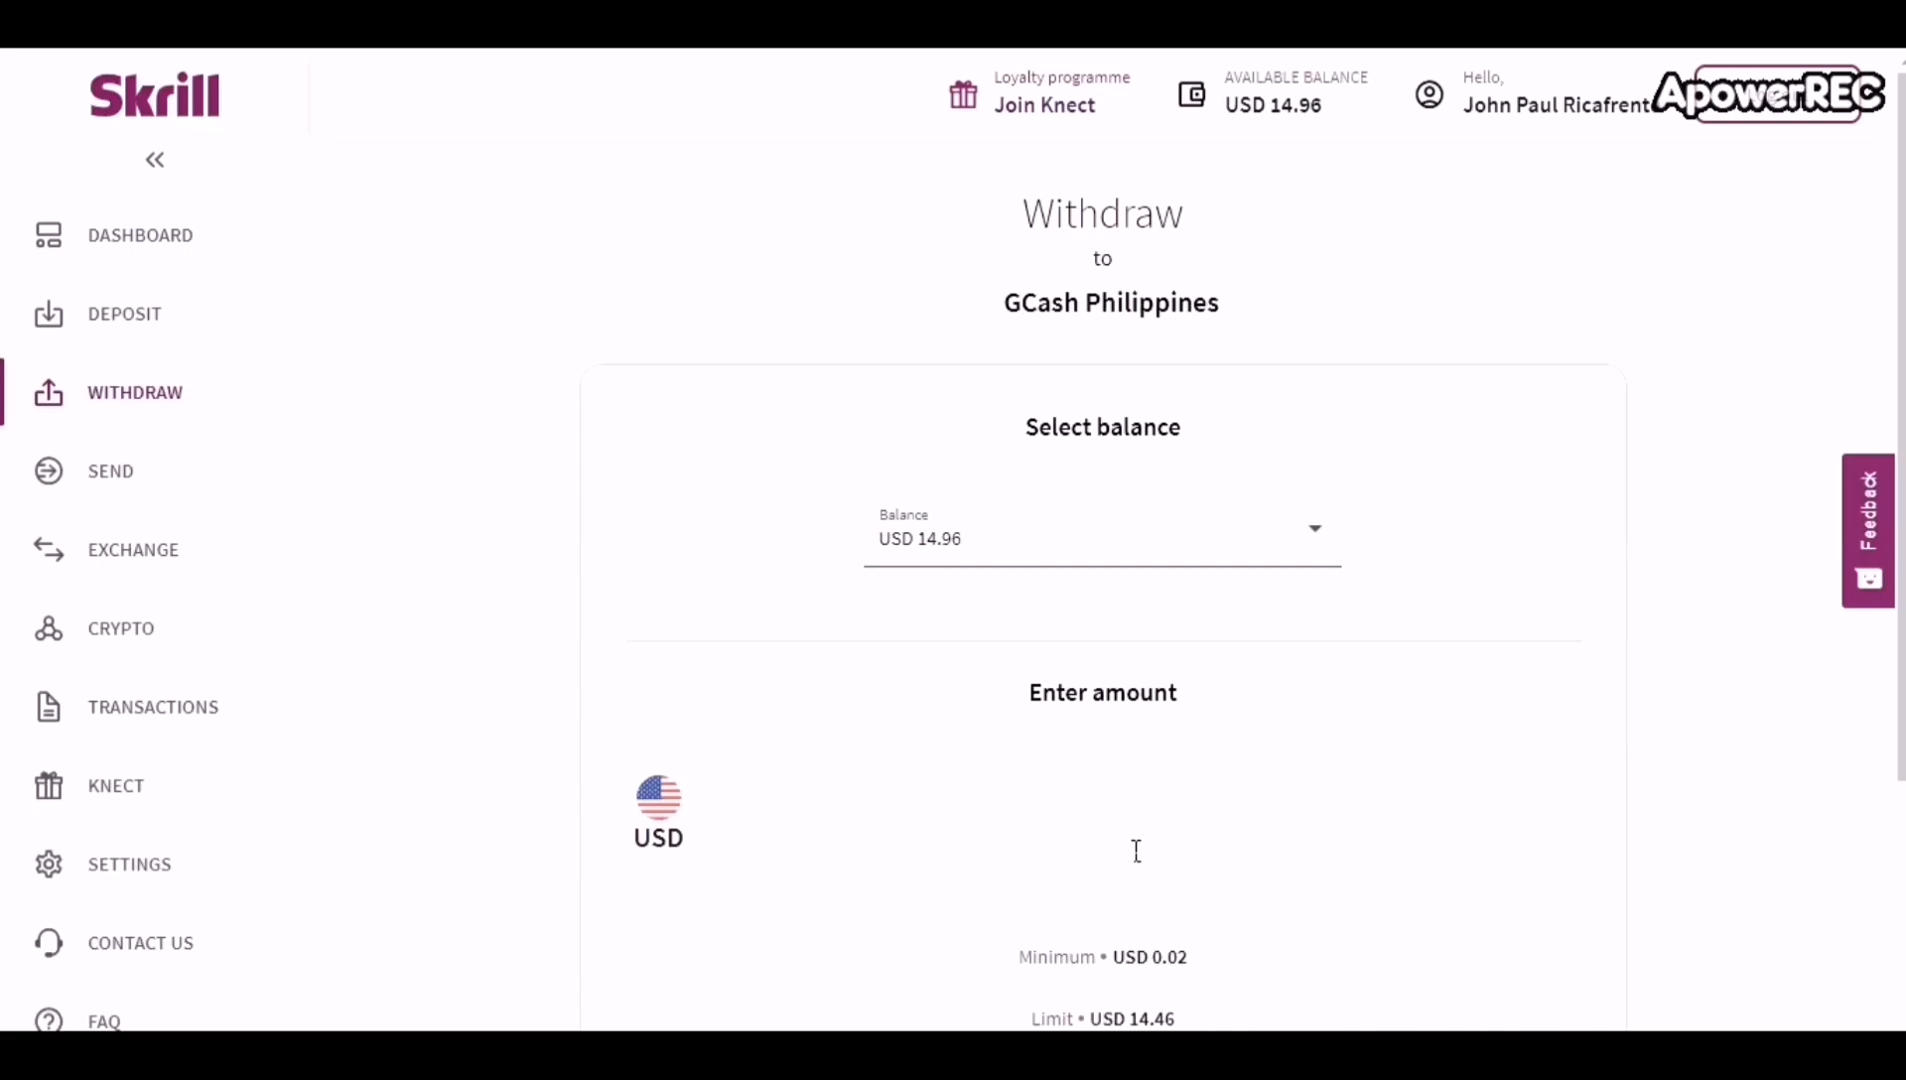 Skrill
Loyalty programme
Join Knect
AVAILABLE BALANCE
USD 14.96
Hello,
John Paul Ricafrent
ApowerREC
DASHBOARD
DEPOSIT
WITHDRAW
SEND
EXCHANGE
CRYPTO
TRANSACTIONS
KNECT
SETTINGS
CONTACT US
FAQ
Withdraw
to
GCash Philippines
Select balance
Balance
USD 14.96
Enter amount
USD
Minimum • USD 0.02
Limit • USD 14.46
Feedback